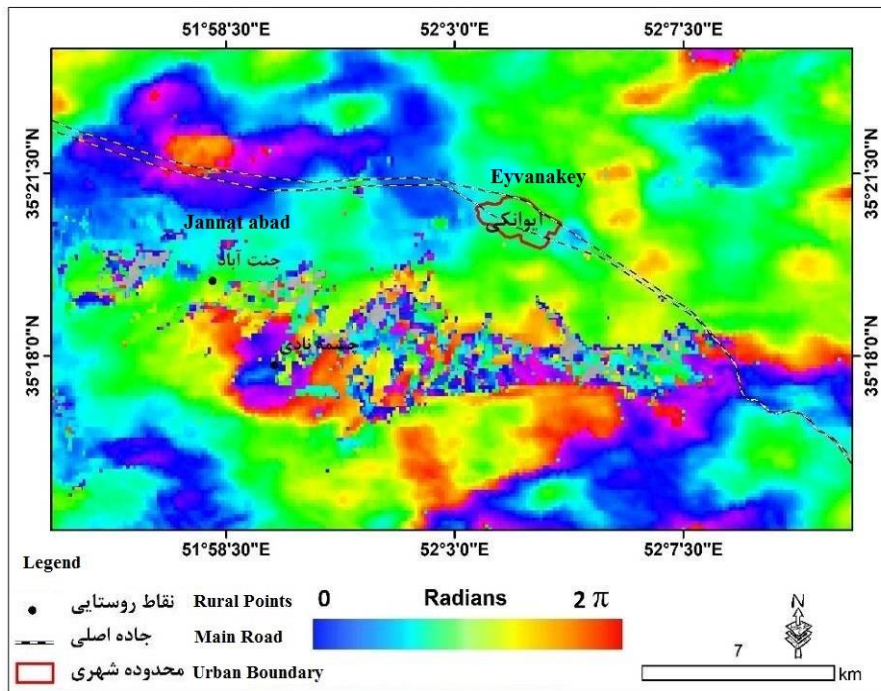 51°58'30"E 52°3'0"E 52°7'30"E
35°21'30"N 35°21'30"N
Eyvanakey
ایوانکی
Jannat abad
جنت آباد
35°18'0"N 35°18'0"N
چشمه نادی
51°58'30"E 52°3'0"E 52°7'30"E
Legend
نقاط روستایی Rural Points
جاده اصلی Main Road
محدوده شهری Urban Boundary
0 Radians 2 π
N
7
km